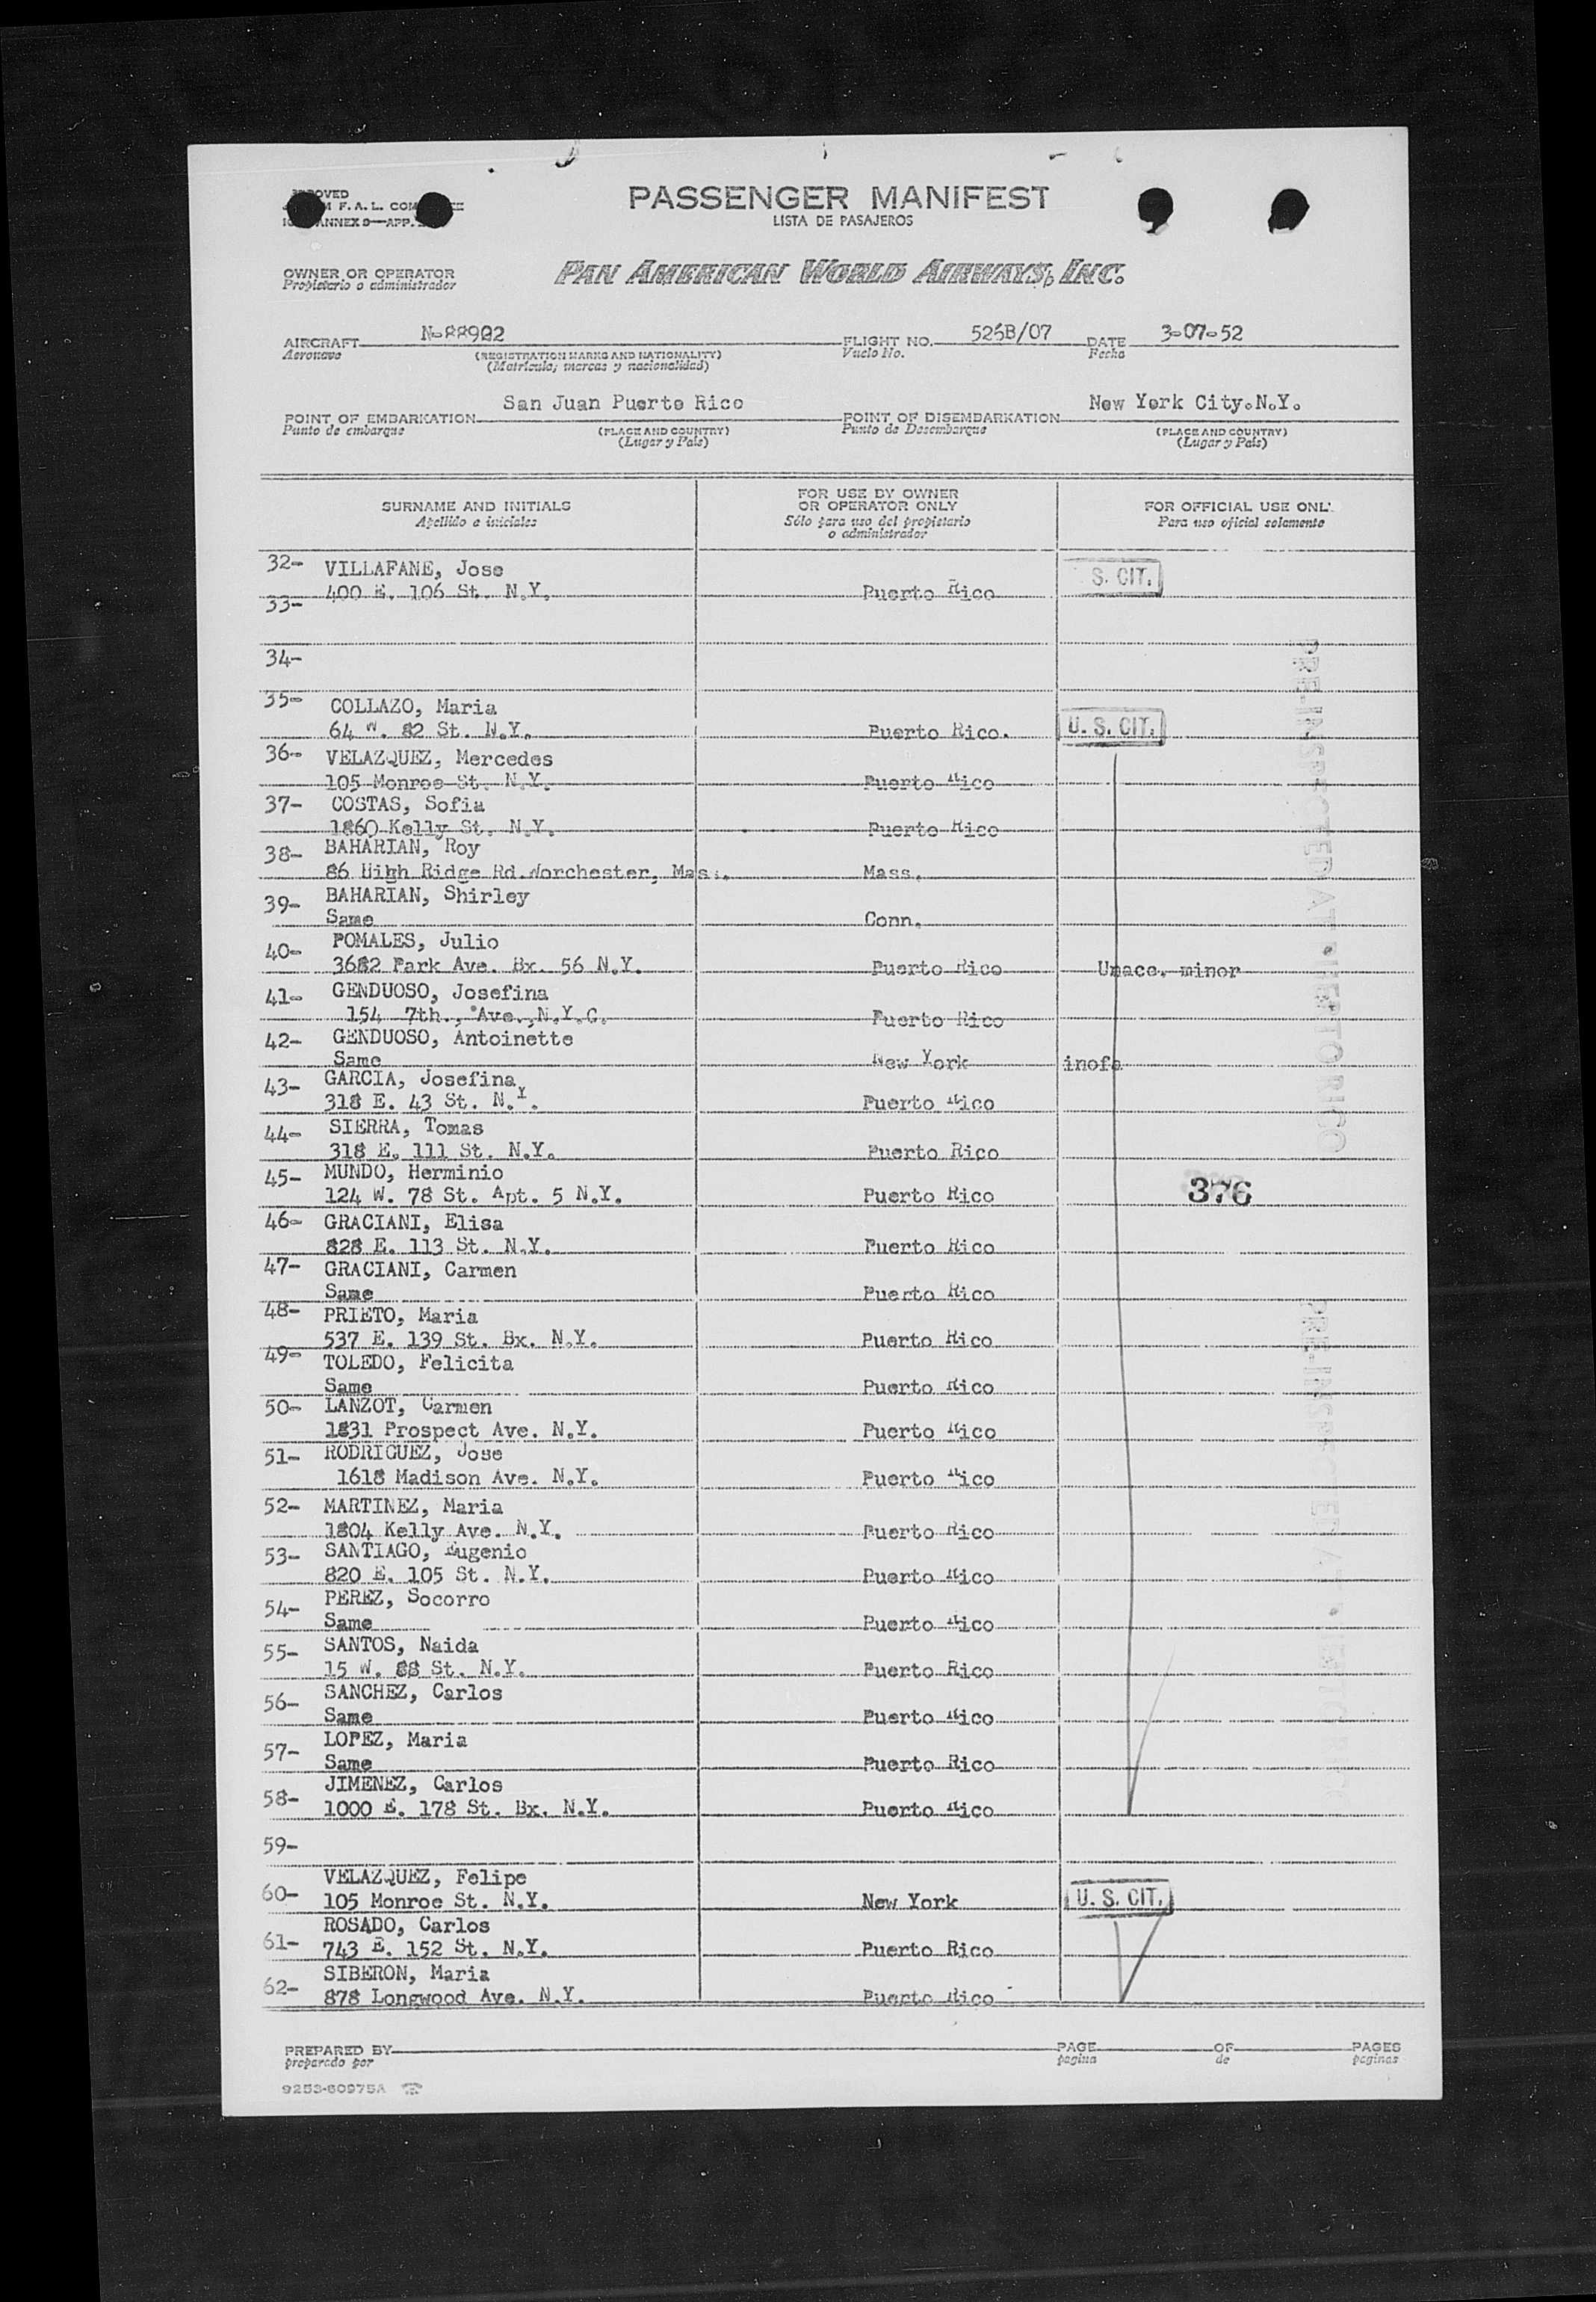 PASSENGER MANIFEST
LISTA DE PASAJEROS
OWNER OR OPERATOR
Propietario o administrador
PAN AMERICAN WORLD AIRWAYS, INC.
AIRCRAFT N-88902 FLIGHT NO. 526B/07 DATE 3-07-52
Aeronave (REGISTRATION MARKS AND NATIONALITY) Vuelo No. Fecha
(Matrícula; marcas y nacionalidad)
POINT OF EMBARKATION San Juan Puerto Rico POINT OF DISEMBARKATION New York City.N.Y.
Punto de embarque (PLACE AND COUNTRY) Punto de Desembarque (PLACE AND COUNTRY)
(Lugar y País) (Lugar y País)
SURNAME AND INITIALS
Apellido e iniciales
FOR USE BY OWNER
OR OPERATOR ONLY
Sólo para uso del propietario
o administrador
FOR OFFICIAL USE ONL
Para uso oficial solamente
32- VILLAFANE, Jose
400 E. 106 St. N.Y. Puerto Rico S. CIT.
33-
34-
35- COLLAZO, Maria
64 W. 82 St. N.Y. Puerto Rico. U. S. CIT.
36- VELAZQUEZ, Mercedes
105 Monroe St. N.Y. Puerto Rico
37- COSTAS, Sofia
1860 Kelly St. N.Y. Puerto Rico
38- BAHARIAN, Roy
86 High Ridge Rd.Worchester, Mass. Mass.
39- BAHARIAN, Shirley
Same Conn.
40- POMALES, Julio
3682 Park Ave. Bx. 56 N.Y. Puerto Rico Unacc. minor
41- GENDUOSO, Josefina
154 7th., Ave.,N.Y.C. Puerto Rico
42- GENDUOSO, Antoinette
Same New York inofa
43- GARCIA, Josefina
318 E. 43 St. N.Y. Puerto Rico
44- SIERRA, Tomas
318 E. 111 St. N.Y. Puerto Rico
45- MUNDO, Herminio
124 W. 78 St. Apt. 5 N.Y. Puerto Rico 376
46- GRACIANI, Elisa
828 E. 113 St. N.Y. Puerto Rico
47- GRACIANI, Carmen
Same Puerto Rico
48- PRIETO, Maria
537 E. 139 St. Bx. N.Y. Puerto Rico
49- TOLEDO, Felicita
Same Puerto Rico
50- LANZOT, Carmen
1831 Prospect Ave. N.Y. Puerto Rico
51- RODRIGUEZ, Jose
1618 Madison Ave. N.Y. Puerto Rico
52- MARTINEZ, Maria
1804 Kelly Ave. N.Y. Puerto Rico
53- SANTIAGO, Eugenio
820 E. 105 St. N.Y. Puerto Rico
54- PEREZ, Socorro
Same Puerto Rico
55- SANTOS, Naida
15 W. 88 St. N.Y. Puerto Rico
56- SANCHEZ, Carlos
Same Puerto Rico
57- LOPEZ, Maria
Same Puerto Rico
58- JIMENEZ, Carlos
1000 E. 178 St. Bx. N.Y. Puerto Rico
59-
60- VELAZQUEZ, Felipe
105 Monroe St. N.Y. New York U. S. CIT.
61- ROSADO, Carlos
743 E. 152 St. N.Y. Puerto Rico
62- SIBERON, Maria
878 Longwood Ave. N.Y. Puerto Rico
PREPARED BY PAGE OF PAGES
preparado por pagina de paginas
9253-60975A